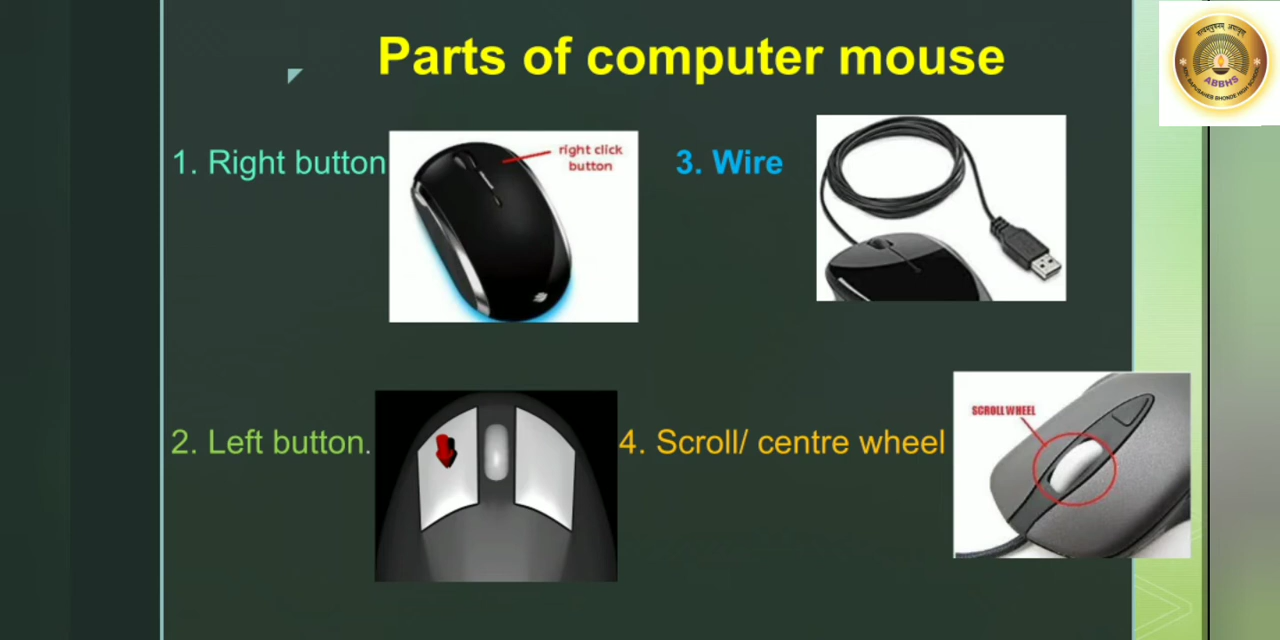 Parts of computer mouse
1. Right button
right click
button
3. Wire
2. Left button.
4. Scroll/ centre wheel
SCROLL WHEEL
ABBHS